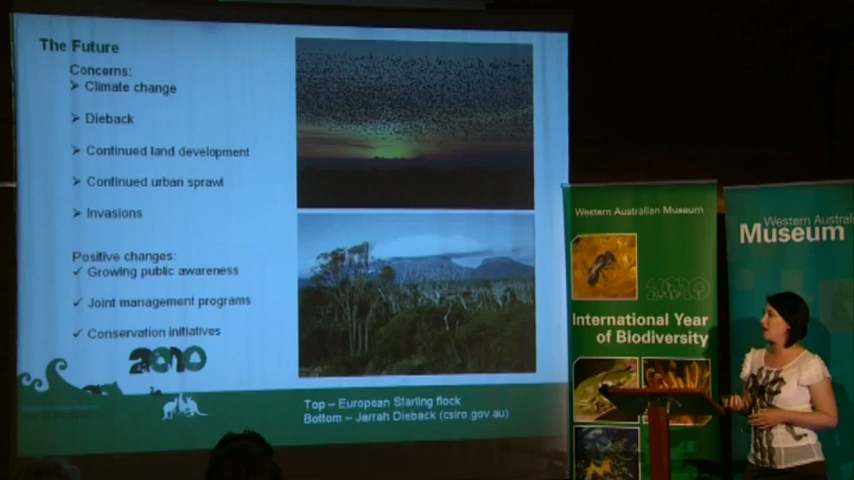 The Future
Concerns:
➢ Climate change
➢ Dieback
➢ Continued land development
➢ Continued urban sprawl
➢ Invasions
Positive changes:
✓ Growing public awareness
✓ Joint management programs
✓ Conservation initiatives
2010
Top – European Starling flock
Bottom – Jarrah Dieback (csiro.gov.au)
Western Australian Museum
2010
International Year
of Biodiversity
Western Australi
Museum